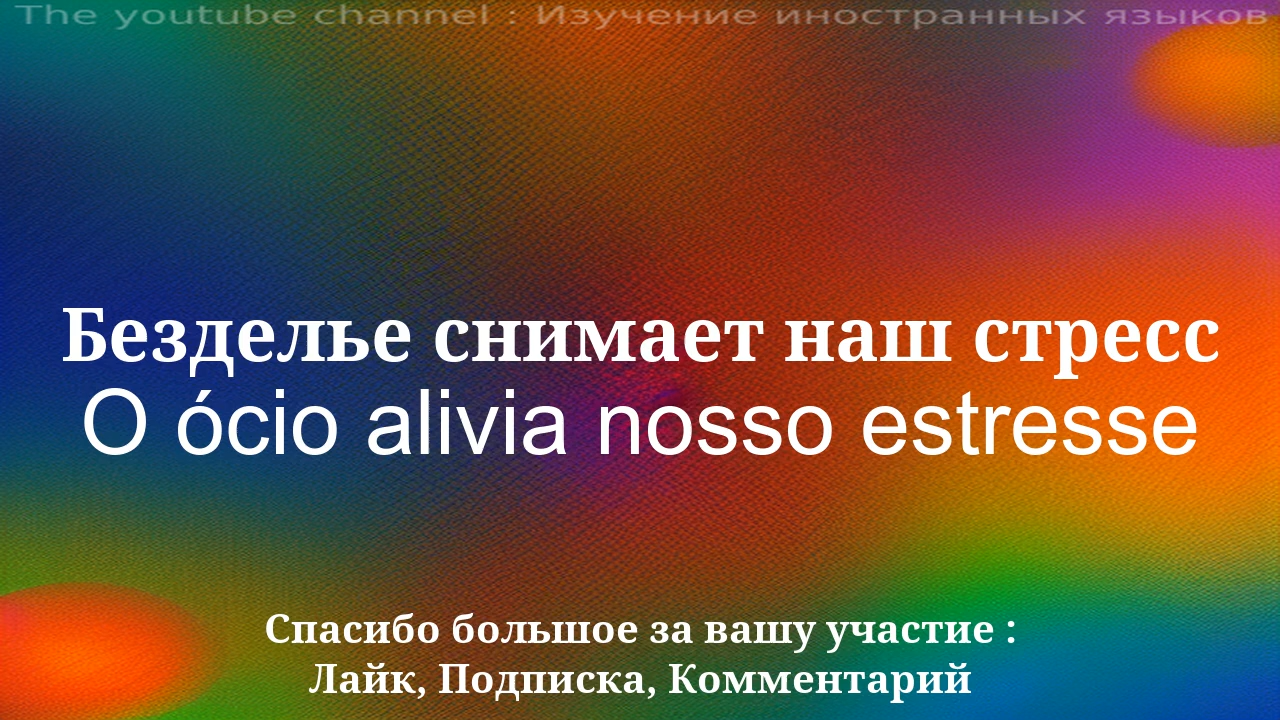 The youtube channel : Изучение иностранных языков
Безделье снимает наш стресс
O ócio alivia nosso estresse
Спасибо большое за вашу участие :
Лайк, Подписка, Комментарий